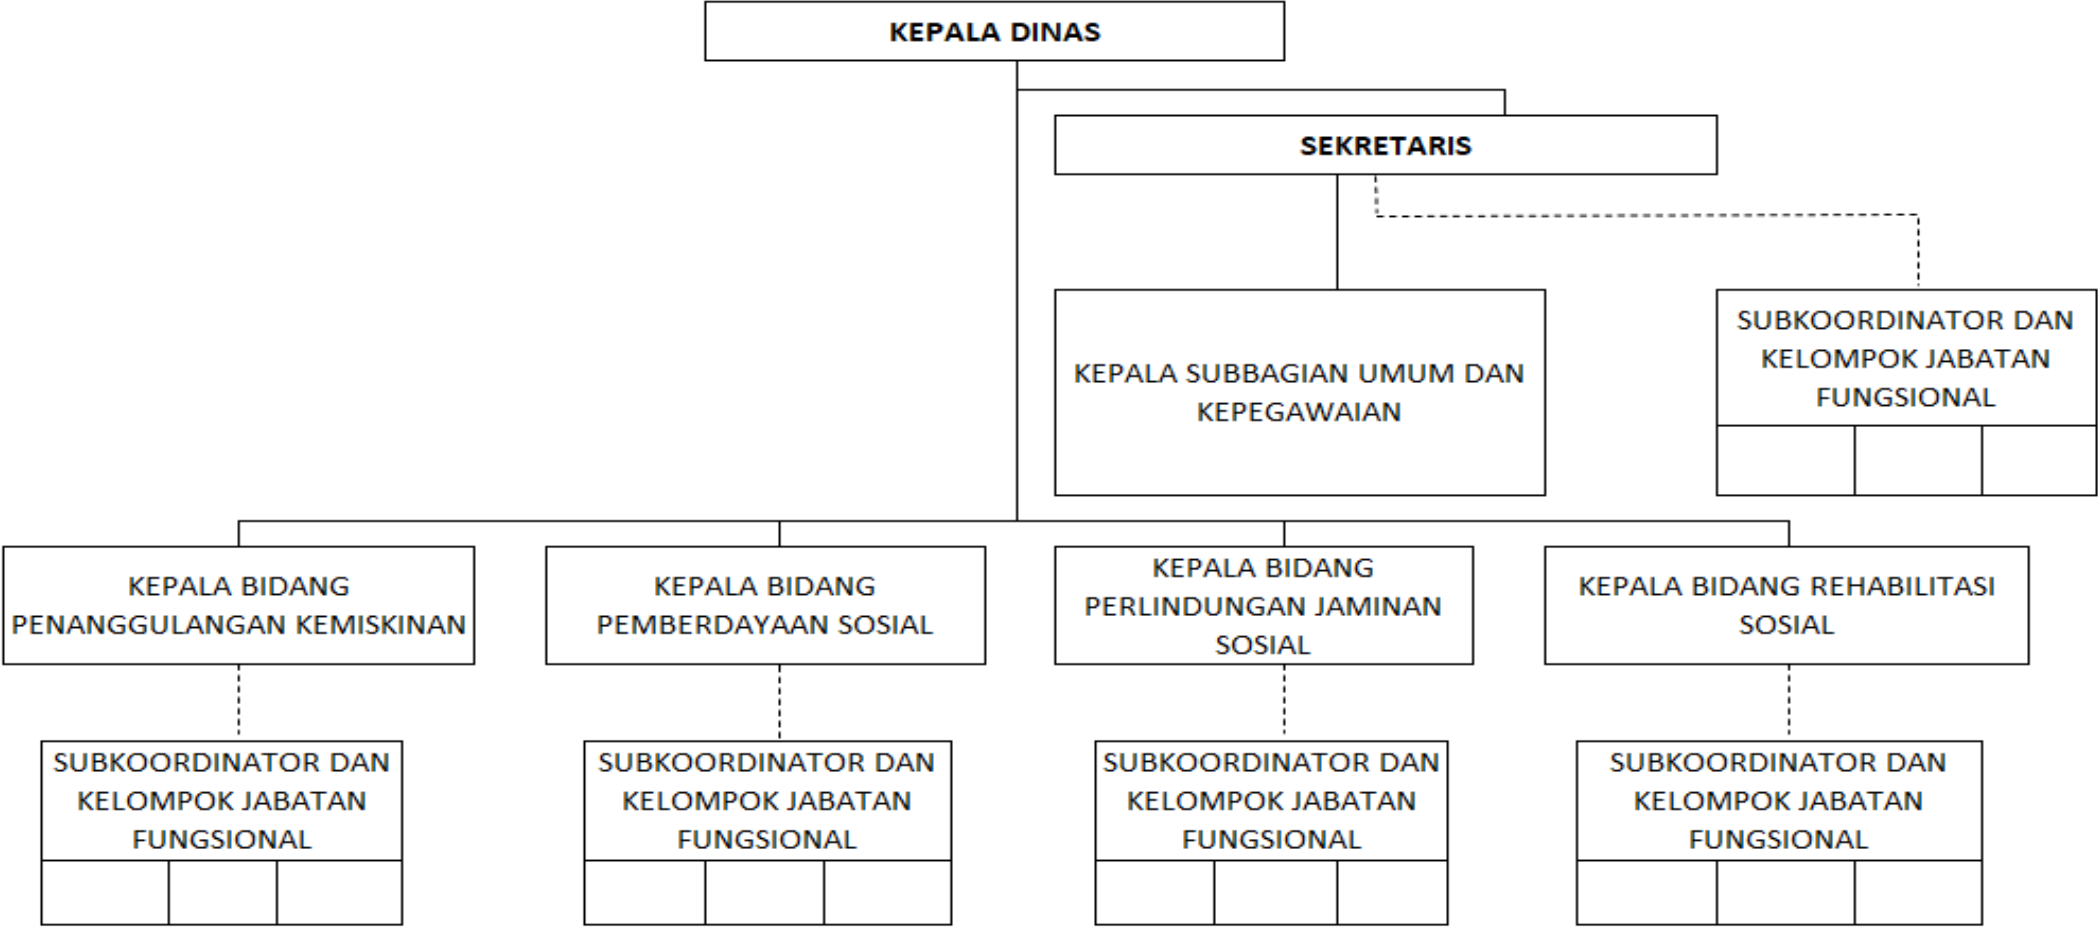 KEPALA DINAS
SEKRETARIS
KEPALA SUBBAGIAN UMUM DAN
KEPEGAWAIAN
SUBKOORDINATOR DAN
KELOMPOK JABATAN
FUNGSIONAL
KEPALA BIDANG
PENANGGULANGAN KEMISKINAN
KEPALA BIDANG
PEMBERDAYAAN SOSIAL
KEPALA BIDANG
PERLINDUNGAN JAMINAN
SOSIAL
KEPALA BIDANG REHABILITASI
SOSIAL
SUBKOORDINATOR DAN
KELOMPOK JABATAN
FUNGSIONAL
SUBKOORDINATOR DAN
KELOMPOK JABATAN
FUNGSIONAL
SUBKOORDINATOR DAN
KELOMPOK JABATAN
FUNGSIONAL
SUBKOORDINATOR DAN
KELOMPOK JABATAN
FUNGSIONAL